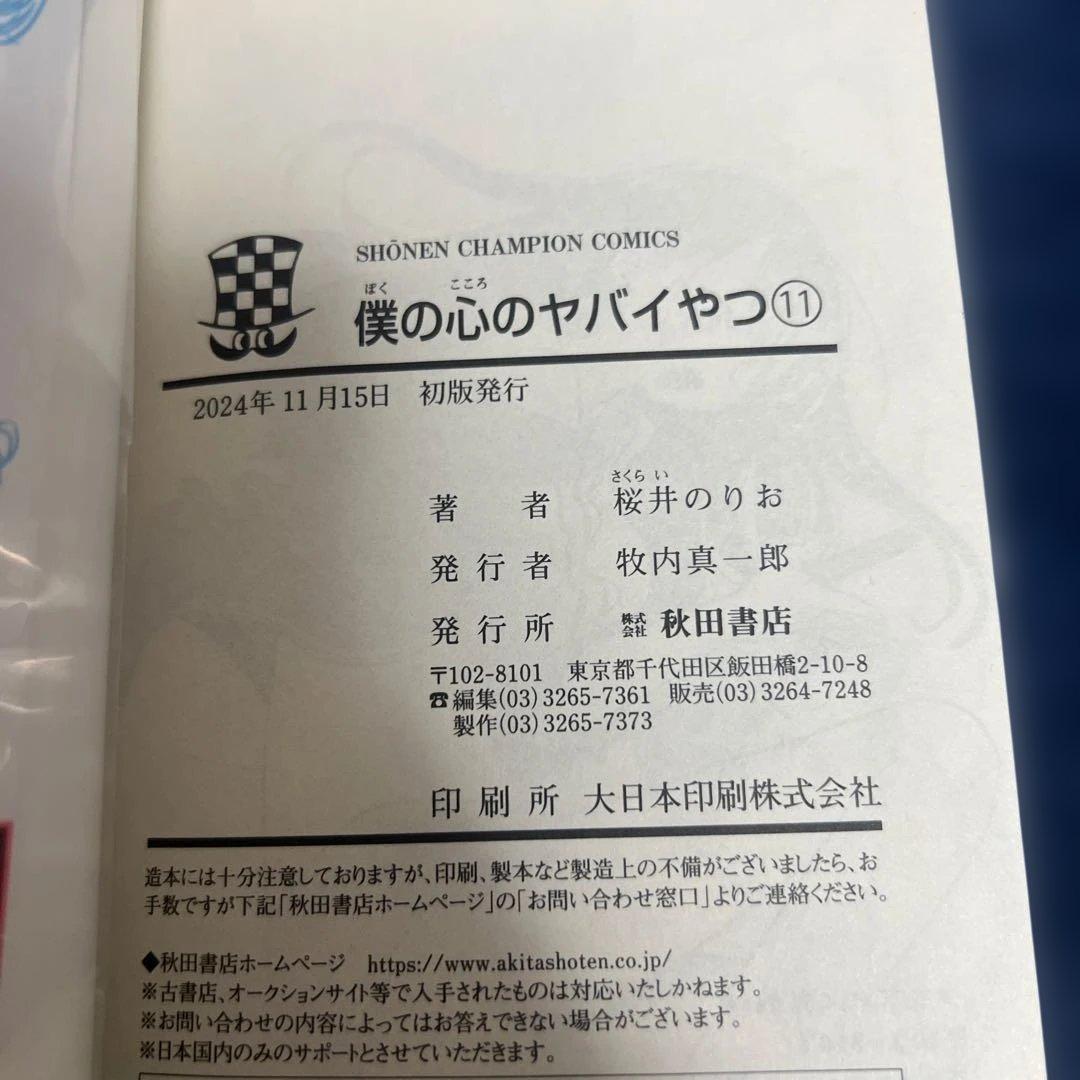 SHŌNEN CHAMPION COMICS
ぼく こころ
僕の心のヤバイやつ⑪
2024年11月15日 初版発行
さくら い
著者 桜井のりお
発行者 牧内真一郎
発行所 株式会社 秋田書店
〒102-8101 東京都千代田区飯田橋2-10-8
☎編集(03)3265-7361 販売(03)3264-7248
製作(03)3265-7373
印刷所 大日本印刷株式会社
造本には十分注意しておりますが、印刷、製本など製造上の不備がございましたら、お
手数ですが下記「秋田書店ホームページ」の「お問い合わせ窓口」よりご連絡ください。
◆秋田書店ホームページ https://www.akitashoten.co.jp/
※古書店、オークションサイト等で入手されたものは対応いたしかねます。
※お問い合わせの内容によってはお答えできない場合がございます。
※日本国内のみのサポートとさせていただきます。